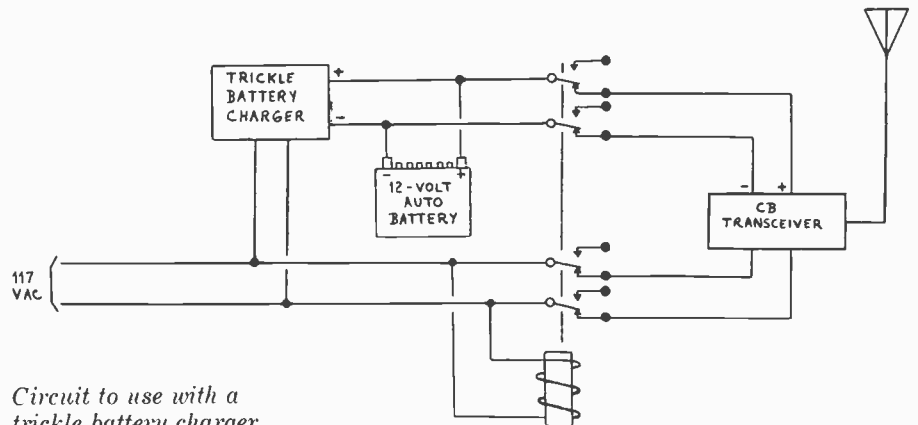 TRICKLE
BATTERY
CHARGER
+
-
- +
12-VOLT
AUTO
BATTERY
- +
CB
TRANSCEIVER
117
VAC
Circuit to use with a
trickle battery charger